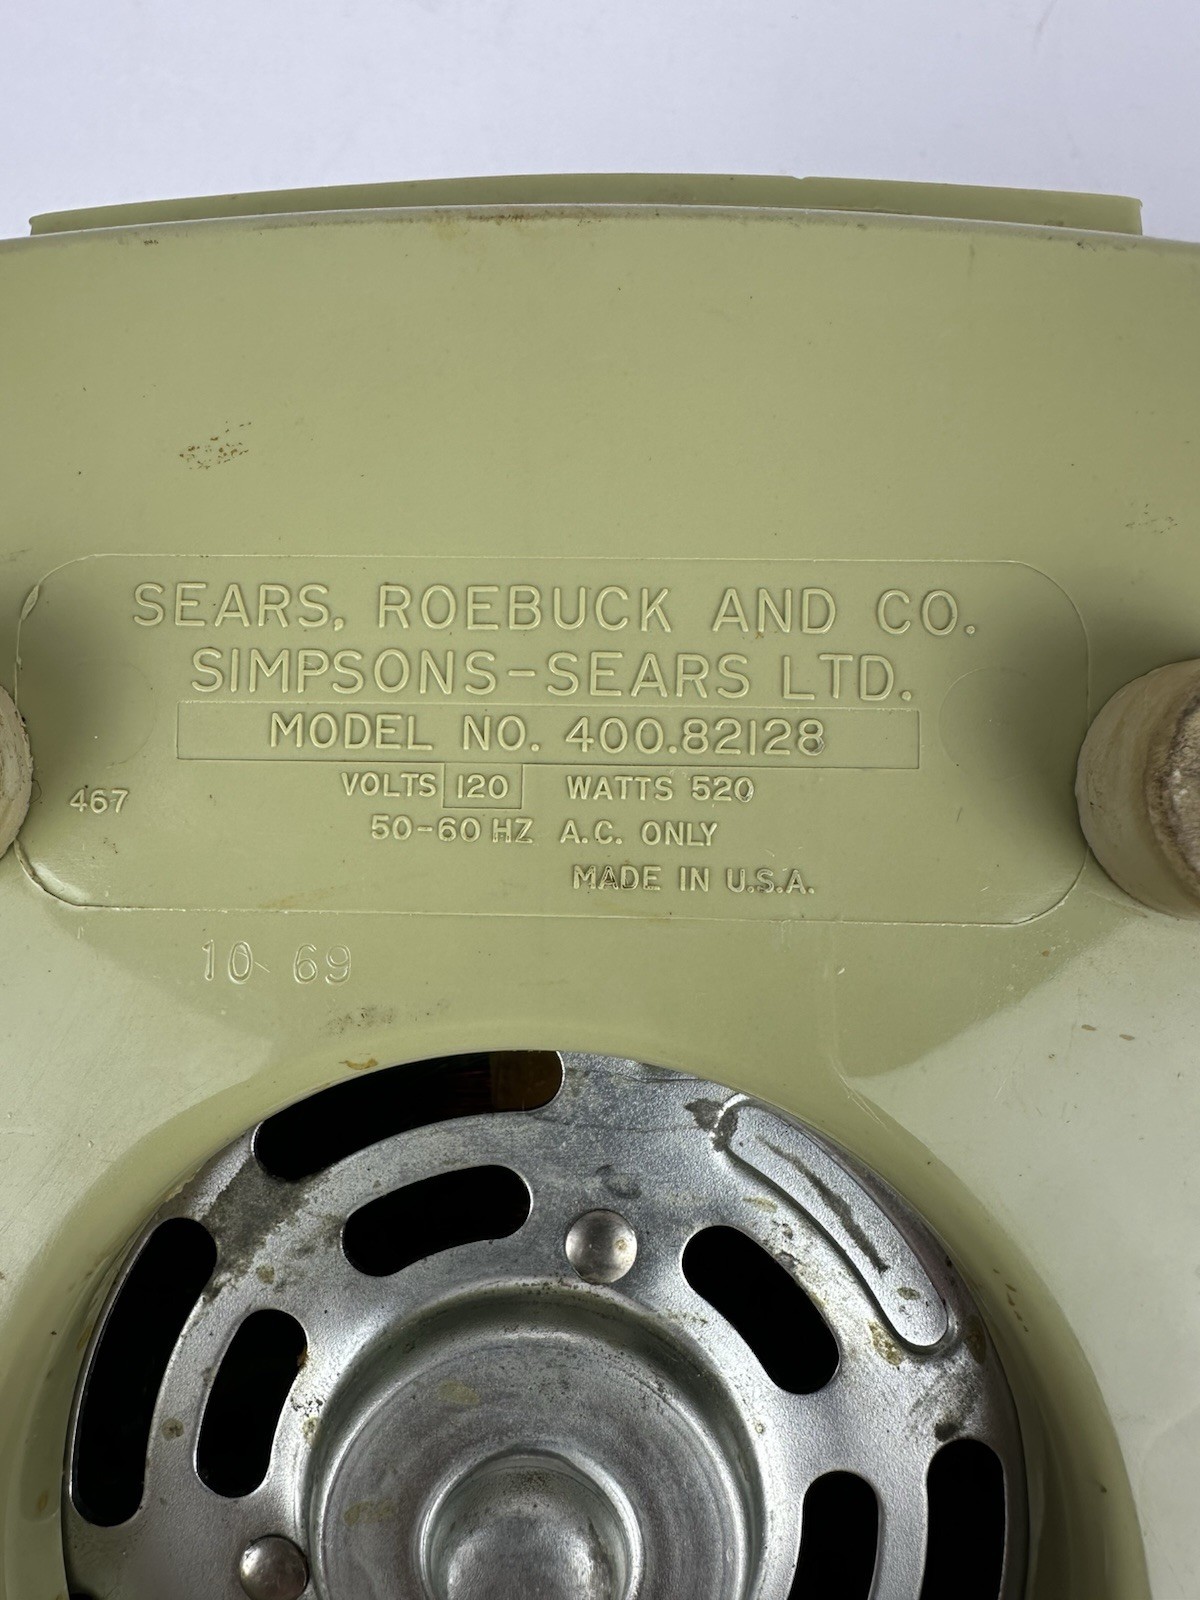 SEARS, ROEBUCK AND CO.
SIMPSONS-SEARS LTD.
MODEL NO. 400.82128
VOLTS 120 WATTS 520
467
50-60 HZ A.C. ONLY
MADE IN U.S.A.
10 69